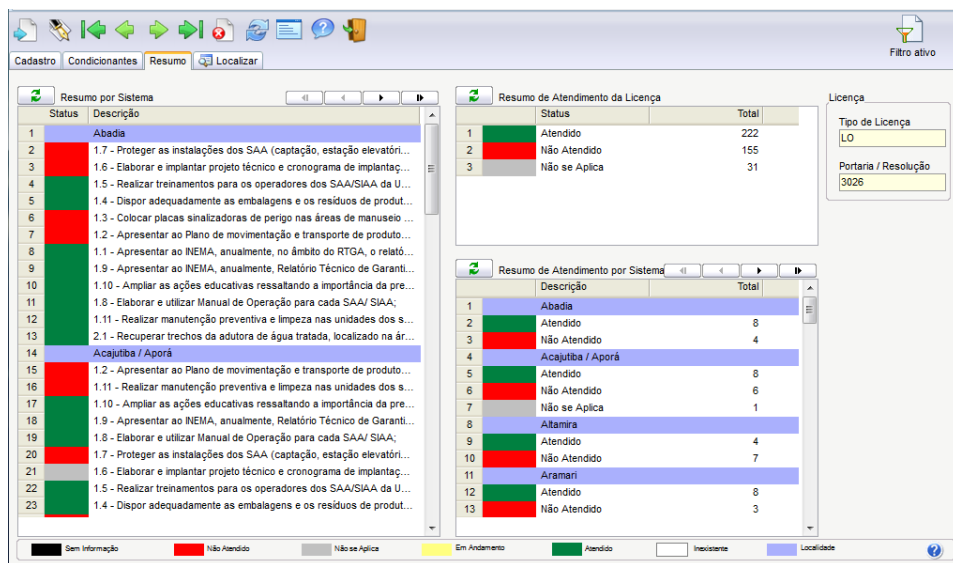 Filtro ativo
Cadastro Condicionantes Resumo Localizar
Resumo por Sistema
Status Descrição
1 Abadia
2 1.7 - Proteger as instalações dos SAA (captação, estação elevatóri...
3 1.6 - Elaborar e implantar projeto técnico e cronograma de implantaç...
4 1.5 - Realizar treinamentos para os operadores dos SAA/SIAA da U...
5 1.4 - Dispor adequadamente as embalagens e os resíduos de produt...
6 1.3 - Colocar placas sinalizadoras de perigo nas áreas de manuseio ...
7 1.2 - Apresentar ao Plano de movimentação e transporte de produto...
8 1.1 - Apresentar ao INEMA, anualmente, no âmbito do RTGA, o relató...
9 1.9 - Apresentar ao INEMA, anualmente, Relatório Técnico de Garanti...
10 1.10 - Ampliar as ações educativas ressaltando a importância da pre...
11 1.8 - Elaborar e utilizar Manual de Operação para cada SAA/ SIAA;
12 1.11 - Realizar manutenção preventiva e limpeza nas unidades dos s...
13 2.1 - Recuperar trechos da adutora de água tratada, localizado na ár...
14 Acajutiba / Aporá
15 1.2 - Apresentar ao Plano de movimentação e transporte de produto...
16 1.11 - Realizar manutenção preventiva e limpeza nas unidades dos s...
17 1.10 - Ampliar as ações educativas ressaltando a importância da pre...
18 1.9 - Apresentar ao INEMA, anualmente, Relatório Técnico de Garanti...
19 1.8 - Elaborar e utilizar Manual de Operação para cada SAA/ SIAA;
20 1.7 - Proteger as instalações dos SAA (captação, estação elevatóri...
21 1.6 - Elaborar e implantar projeto técnico e cronograma de implantaç...
22 1.5 - Realizar treinamentos para os operadores dos SAA/SIAA da U...
23 1.4 - Dispor adequadamente as embalagens e os resíduos de produt...
Resumo de Atendimento da Licença
Status Total
1 Atendido 222
2 Não Atendido 155
3 Não se Aplica 31
Licença
Tipo de Licença
LO
Portaria / Resolução
3026
Resumo de Atendimento por Sistema
Descrição Total
1 Abadia
2 Atendido 8
3 Não Atendido 4
4 Acajutiba / Aporá
5 Atendido 8
6 Não Atendido 6
7 Não se Aplica 1
8 Altamira
9 Atendido 4
10 Não Atendido 7
11 Aramari
12 Atendido 8
13 Não Atendido 3
Sem Informação Não Atendido Não se Aplica Em Andamento Atendido Inexistente Localidade